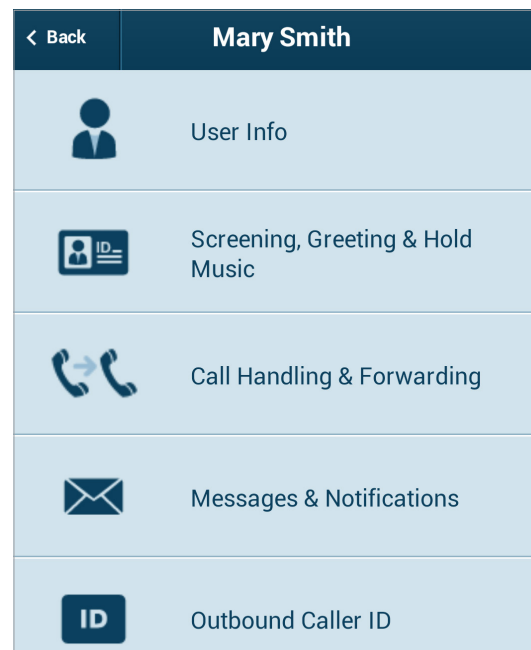 Back
Mary Smith
User Info
ID
Screening, Greeting & Hold
Music
Call Handling & Forwarding
Messages & Notifications
ID
Outbound Caller ID